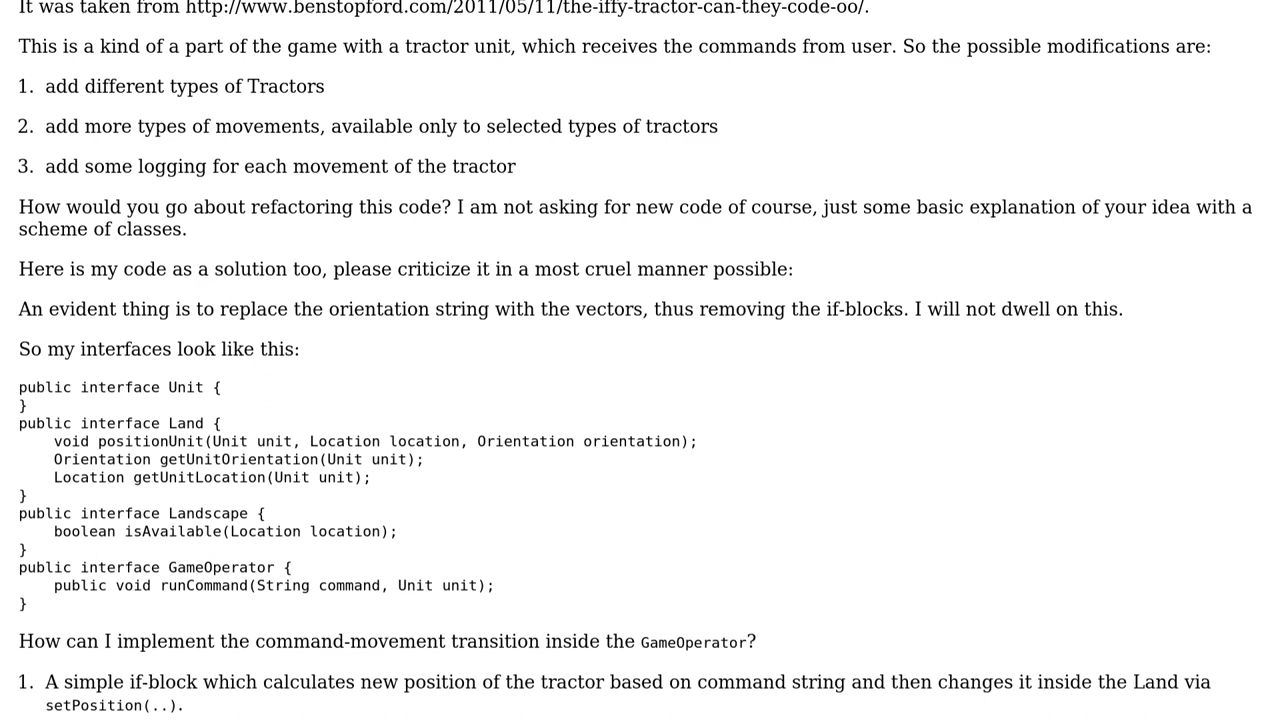 It was taken from http://www.benstopford.com/2011/05/11/the-iffy-tractor-can-they-code-oo/.
This is a kind of a part of the game with a tractor unit, which receives the commands from user. So the possible modifications are:
1. add different types of Tractors
2. add more types of movements, available only to selected types of tractors
3. add some logging for each movement of the tractor
How would you go about refactoring this code? I am not asking for new code of course, just some basic explanation of your idea with a
scheme of classes.
Here is my code as a solution too, please criticize it in a most cruel manner possible:
An evident thing is to replace the orientation string with the vectors, thus removing the if-blocks. I will not dwell on this.
So my interfaces look like this:
public interface Unit {
}
public interface Land {
    void positionUnit(Unit unit, Location location, Orientation orientation);
    Orientation getUnitOrientation(Unit unit);
    Location getUnitLocation(Unit unit);
}
public interface Landscape {
    boolean isAvailable(Location location);
}
public interface GameOperator {
    public void runCommand(String command, Unit unit);
}
How can I implement the command-movement transition inside the GameOperator?
1. A simple if-block which calculates new position of the tractor based on command string and then changes it inside the Land via
setPosition(..).